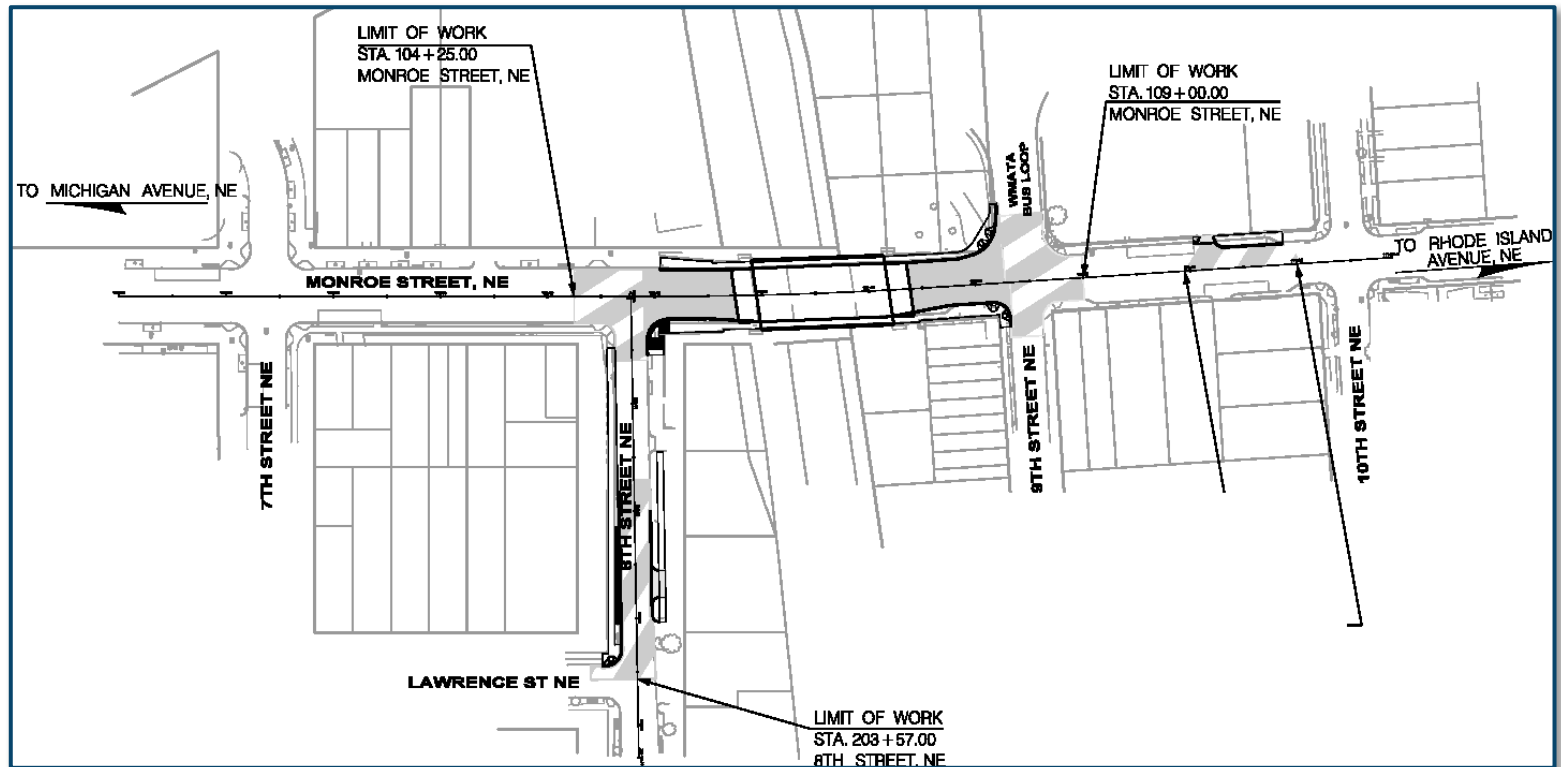 LIMIT OF WORK
STA. 104+25.00
MONROE STREET, NE
LIMIT OF WORK
STA. 109+00.00
MONROE STREET, NE
TO MICHIGAN AVENUE, NE
WMATA
BUS LOOP
TO RHODE ISLAND
AVENUE, NE
MONROE STREET, NE
7TH STREET NE
8TH STREET NE
9TH STREET NE
10TH STREET NE
LAWRENCE ST NE
LIMIT OF WORK
STA. 203+57.00
8TH STREET, NE